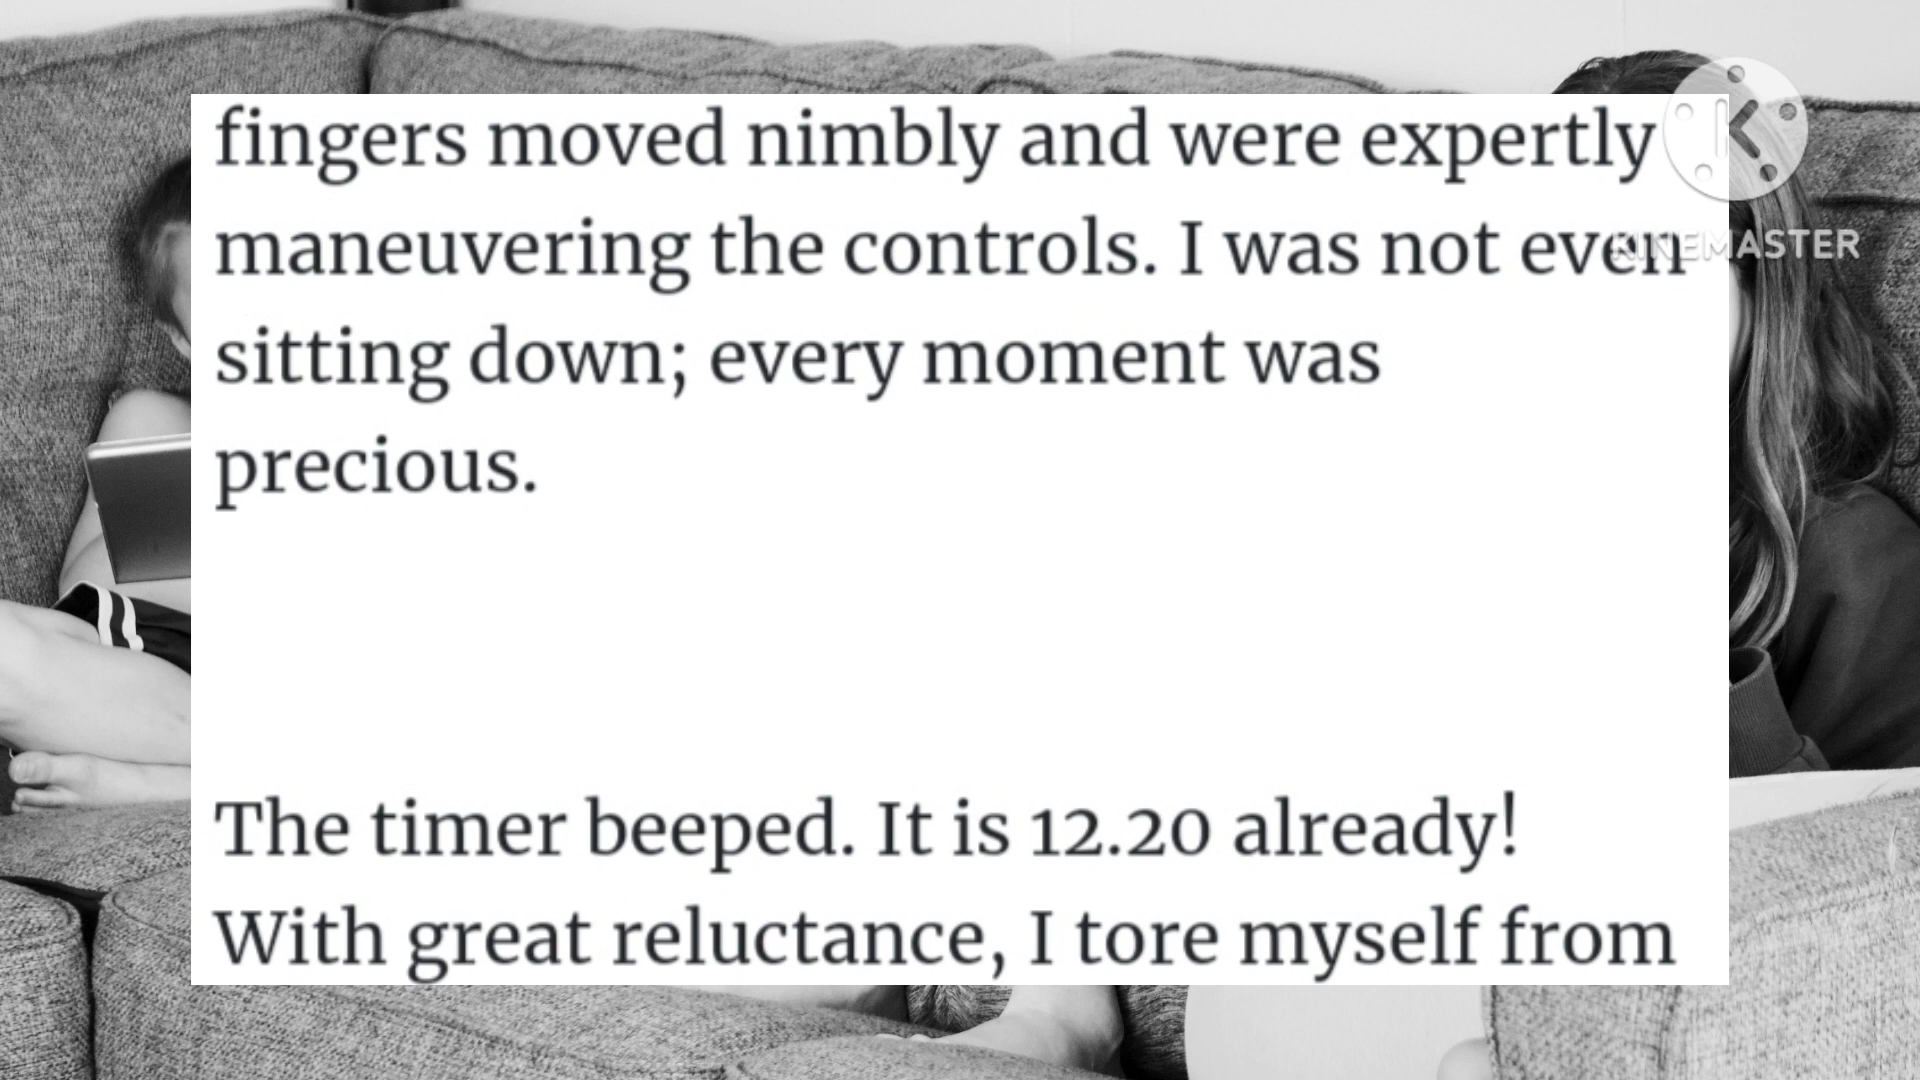 fingers moved nimbly and were expertly
maneuvering the controls. I was not even
KINEMASTER
sitting down; every moment was
precious.
The timer beeped. It is 12.20 already!
With great reluctance, I tore myself from